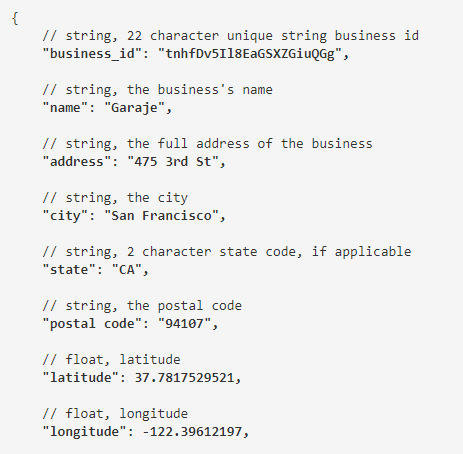 {
// string, 22 character unique string business id
"business_id": "tnhfDv5Il8EaGSXZGiuQGg",
// string, the business's name
"name": "Garaje",
// string, the full address of the business
"address": "475 3rd St",
// string, the city
"city": "San Francisco",
// string, 2 character state code, if applicable
"state": "CA",
// string, the postal code
"postal code": "94107",
// float, latitude
"latitude": 37.7817529521,
// float, longitude
"longitude": -122.39612197,